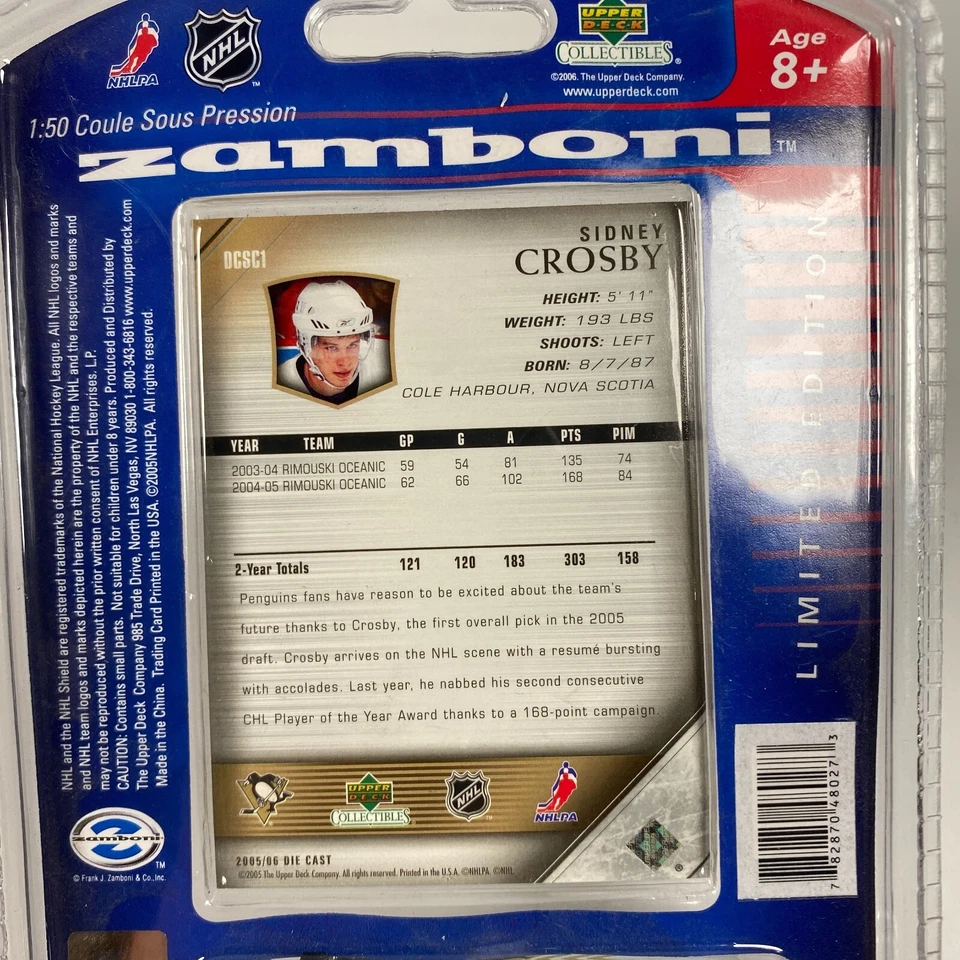 NHLPA
NHL
TM
UPPER
DECK
COLLECTIBLES®
©2006. The Upper Deck Company.
www.upperdeck.com
Age
8+
1:50 Coule Sous Pression
zambonī™
DCSC1
SIDNEY
CROSBY
HEIGHT: 5' 11"
WEIGHT: 193 LBS
SHOOTS: LEFT
BORN: 8/7/87
COLE HARBOUR, NOVA SCOTIA
YEAR TEAM GP G A PTS PIM
2003-04 RIMOUSKI OCEANIC 59 54 81 135 74
2004-05 RIMOUSKI OCEANIC 62 66 102 168 84
2-Year Totals 121 120 183 303 158
Penguins fans have reason to be excited about the team's
future thanks to Crosby, the first overall pick in the 2005
draft. Crosby arrives on the NHL scene with a resumé bursting
with accolades. Last year, he nabbed his second consecutive
CHL Player of the Year Award thanks to a 168-point campaign.
UPPER
DECK
COLLECTIBLES
NHL
NHLPA
2005/06 DIE CAST
©2005 The Upper Deck Company. All rights reserved. Printed in the U.S.A. ©NHLPA. ©NHL.
®
NHL and the NHL Shield are registered trademarks of the National Hockey League. All NHL logos and marks
and NHL team logos and marks depicted herein are the property of the NHL and the respective teams and
may not be reproduced without the prior written consent of NHL Enterprises, L.P.
CAUTION: Contains small parts. Not suitable for children under 8 years. Produced and Distributed by
The Upper Deck Company 985 Trade Drive, North Las Vegas, NV 89030 1-800-343-6816 www.upperdeck.com
Made in the China. Trading Card Printed in the USA. ©2005NHLPA. All rights reserved.
zamboni
TM
© Frank J. Zamboni & Co., Inc.
LIMITED EDITION
7 82870 48027 3